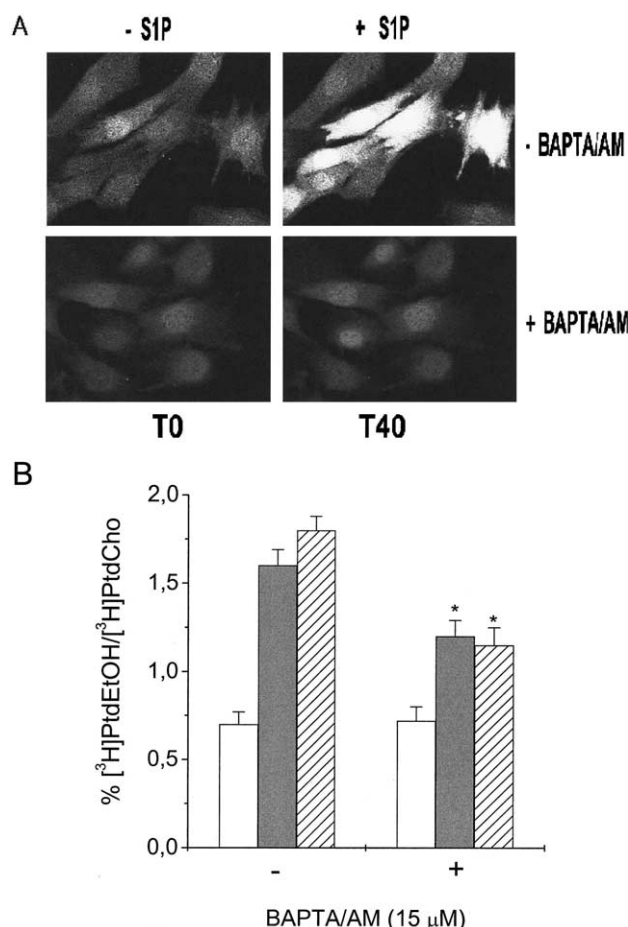 A
- S1P + S1P
- BAPTA/AM
+ BAPTA/AM
T0 T40
B
% [³H]PtdEtOH/[³H]PtdCho
2,0
1,5
1,0
0,5
0,0
* *
- +
BAPTA/AM (15 µM)